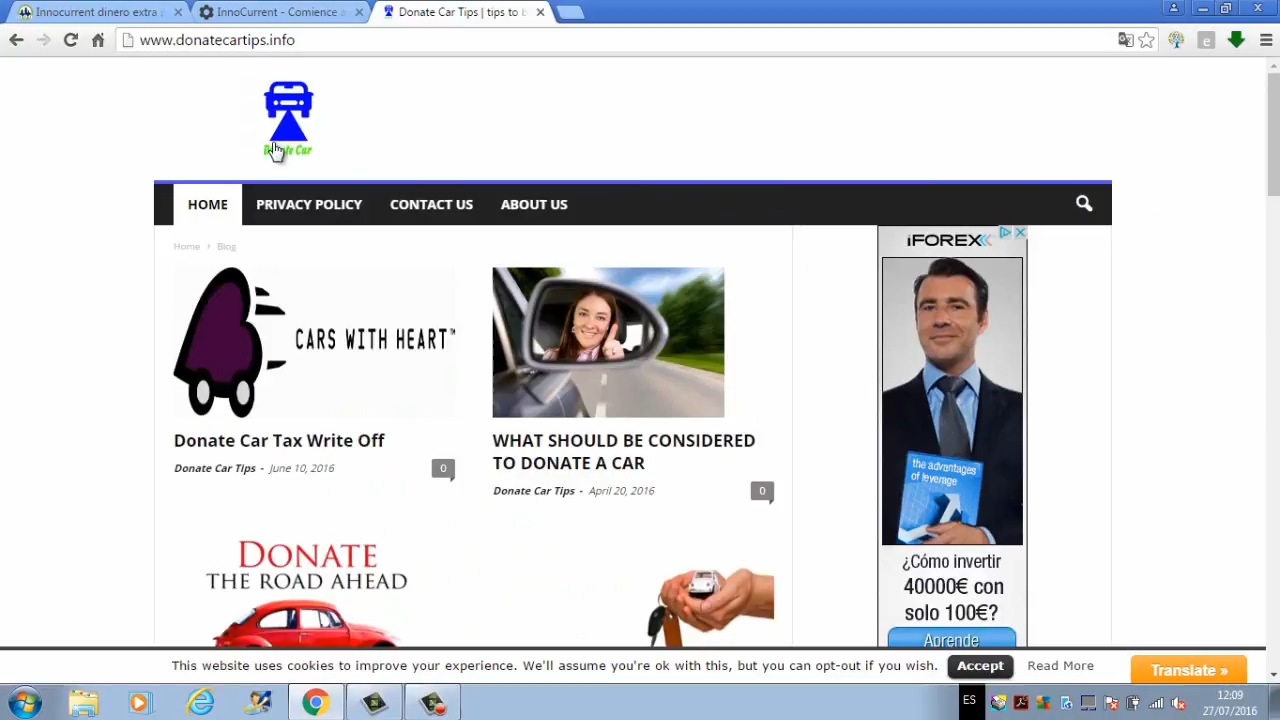 Innocurrent dinero extra
InnoCurrent - Comience a
Donate Car Tips | tips to b
www.donatecartips.info
HOME
PRIVACY POLICY
CONTACT US
ABOUT US
Home › Blog
iFOREX
CARS WITH HEART™
Donate Car Tax Write Off
Donate Car Tips - June 10, 2016
0
WHAT SHOULD BE CONSIDERED
TO DONATE A CAR
Donate Car Tips - April 20, 2016
0
the advantages
of leverage
DONATE
THE ROAD AHEAD
¿Cómo invertir
40000€ con
solo 100€?
Aprende
This website uses cookies to improve your experience. We'll assume you're ok with this, but you can opt-out if you wish.
Accept
Read More
Translate »
ES
12:09
27/07/2016